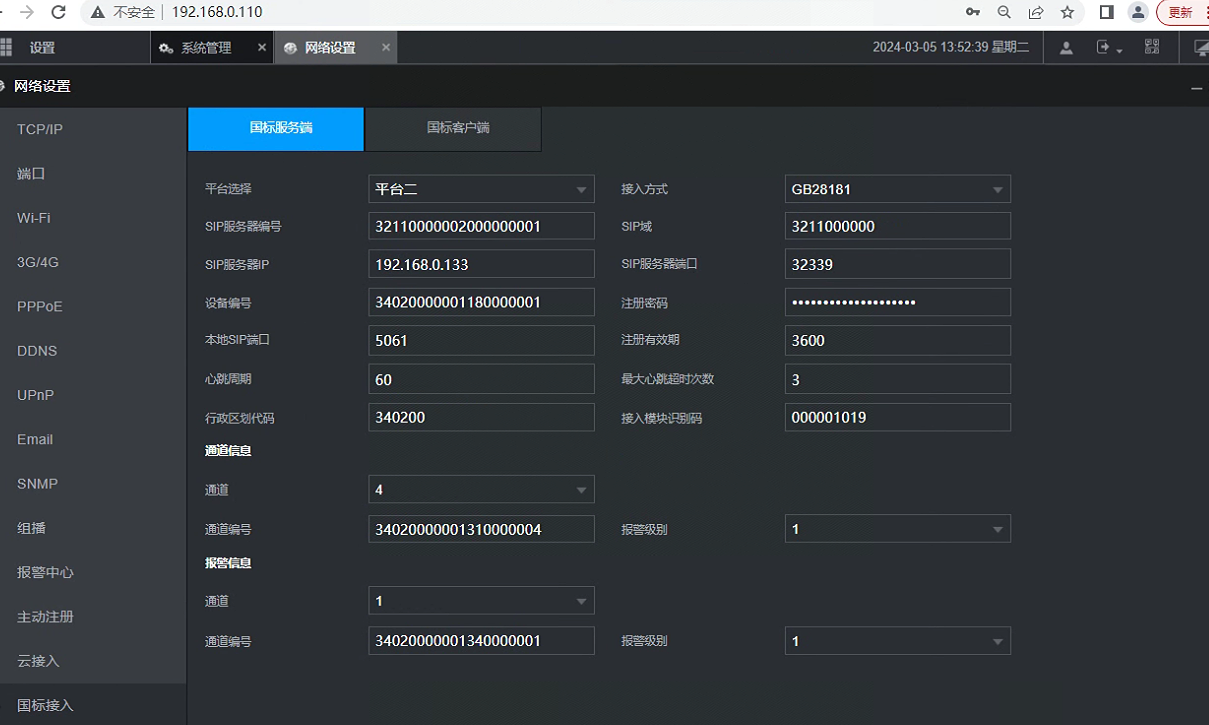 不安全 192.168.0.110 更新
设置 系统管理 × 网络设置 × 2024-03-05 13:52:39 星期二
网络设置
TCP/IP
端口
Wi-Fi
3G/4G
PPPoE
DDNS
UPnP
Email
SNMP
组播
报警中心
主动注册
云接入
国标接入
国标服务端 国标客户端
平台选择 平台二 接入方式 GB28181
SIP服务器编号 32110000002000000001 SIP域 3211000000
SIP服务器IP 192.168.0.133 SIP服务器端口 32339
设备编号 34020000001180000001 注册密码 ••••••••••••••••••••
本地SIP端口 5061 注册有效期 3600
心跳周期 60 最大心跳超时次数 3
行政区划代码 340200 接入模块识别码 000001019
通道信息
通道 4
通道编号 34020000001310000004 报警级别 1
报警信息
通道 1
通道编号 34020000001340000001 报警级别 1